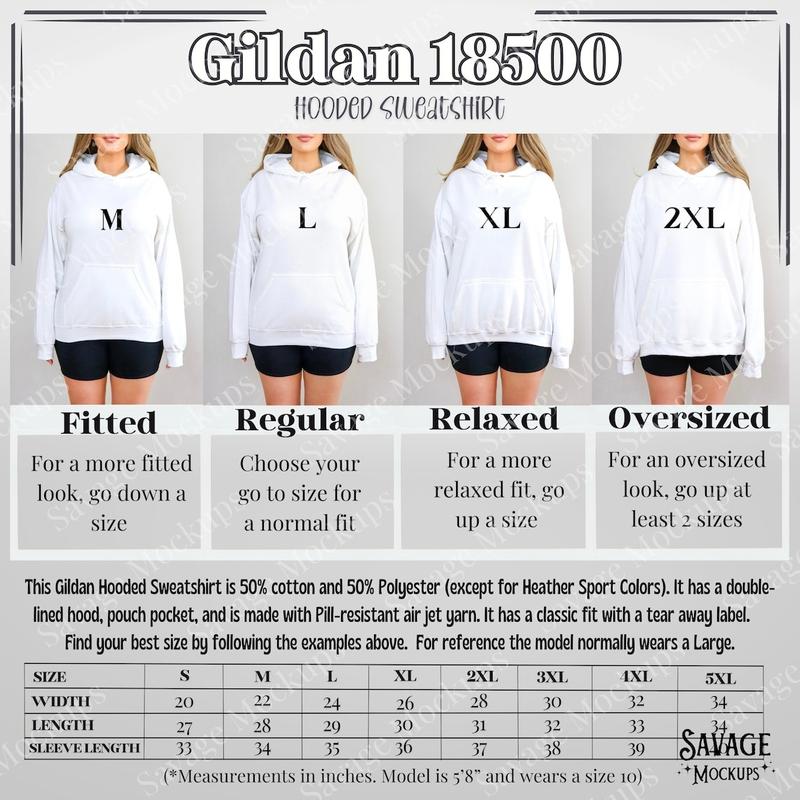 Gildan 18500
HOODED SWEATSHIRT
M
L
XL
2XL
Fitted
Regular
Relaxed
Oversized
For a more fitted
look, go down a
size
Choose your
go to size for
a normal fit
For a more
relaxed fit, go
up a size
For an oversized
look, go up at
least 2 sizes
This Gildan Hooded Sweatshirt is 50% cotton and 50% Polyester (except for Heather Sport Colors). It has a double-
lined hood, pouch pocket, and is made with Pill-resistant air jet yarn. It has a classic fit with a tear away label.
Find your best size by following the examples above. For reference the model normally wears a Large.
SIZE S M L XL 2XL 3XL 4XL 5XL
WIDTH 20 22 24 26 28 30 32 34
LENGTH 27 28 29 30 31 32 33 34
SLEEVE LENGTH 33 34 35 36 37 38 39
(*Measurements in inches. Model is 5'8" and wears a size 10)
SAVAGE
MOCKUPS
Savage Mockups